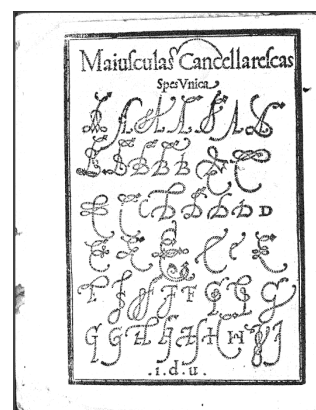 Maiuſculas Cancellareſcas
Spes Vnica
A A A A A A A
B B B B B C C
C C D D D D D
E E E E E E
F F F F F G G G
G G H H H H H I I
.i.d.u.